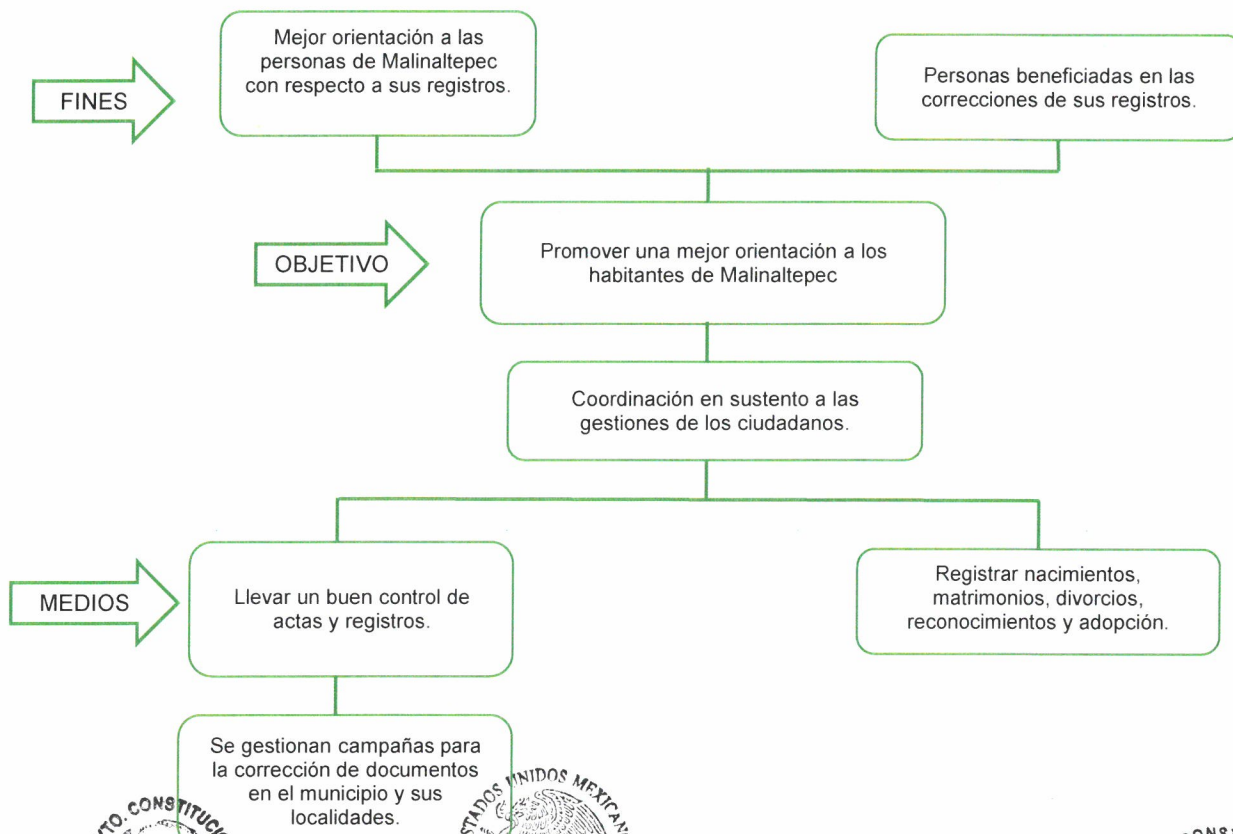 Mejor orientación a las
personas de Malinaltepec
con respecto a sus registros.
Personas beneficiadas en las
correcciones de sus registros.
FINES
Promover una mejor orientación a los
habitantes de Malinaltepec
OBJETIVO
Coordinación en sustento a las
gestiones de los ciudadanos.
Llevar un buen control de
actas y registros.
MEDIOS
Registrar nacimientos,
matrimonios, divorcios,
reconocimientos y adopción.
Se gestionan campañas para
la corrección de documentos
en el municipio y sus
localidades.
UNIDOS